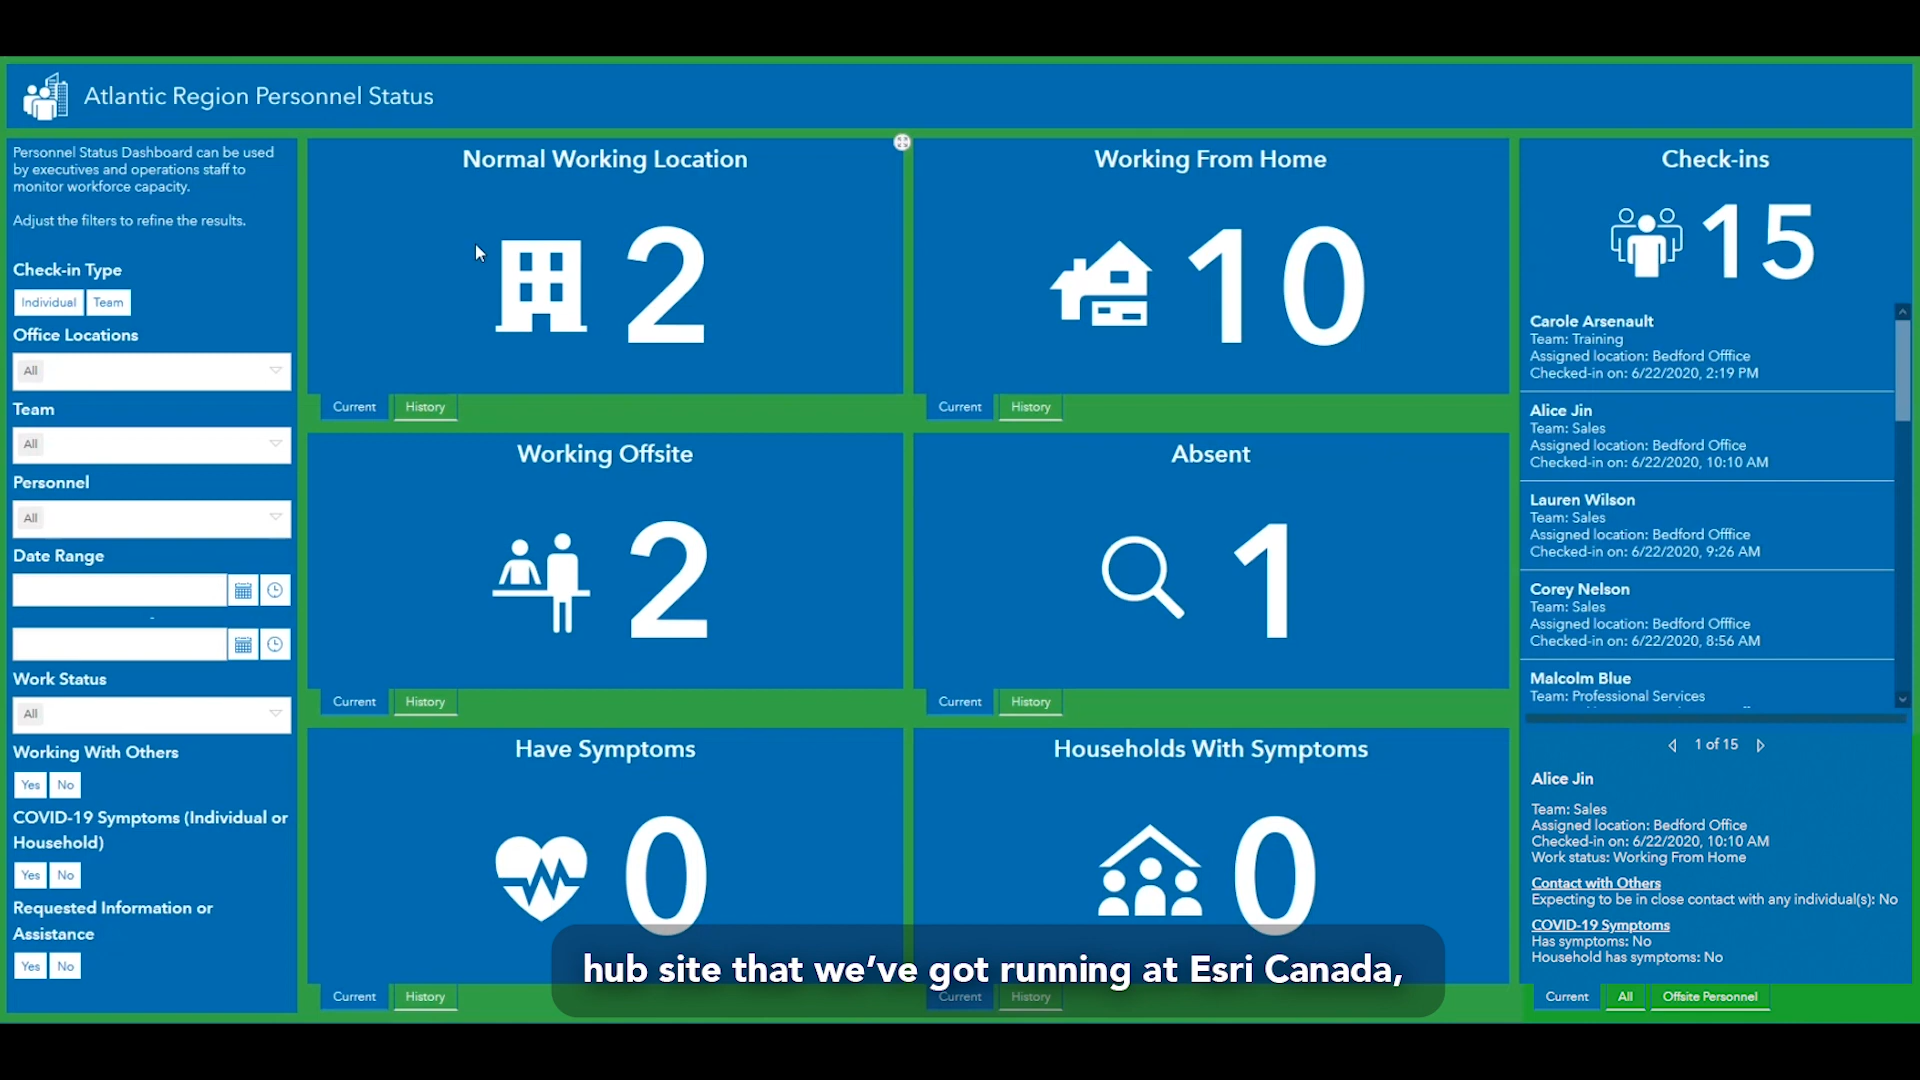 Atlantic Region Personnel Status
Personnel Status Dashboard can be used
by executives and operations staff to
monitor workforce capacity.
Adjust the filters to refine the results.
Check-in Type
Individual Team
Office Locations
All
Team
All
Personnel
All
Date Range
-
Work Status
All
Working With Others
Yes No
COVID-19 Symptoms (Individual or
Household)
Yes No
Requested Information or
Assistance
Yes No
Normal Working Location
2
Current History
Working From Home
10
Current History
Working Offsite
2
Current History
Absent
1
Current History
Have Symptoms
0
Current History
Households With Symptoms
0
Current History
Check-ins
15
Carole Arsenault
Team: Training
Assigned location: Bedford Offfice
Checked-in on: 6/22/2020, 2:19 PM
Alice Jin
Team: Sales
Assigned location: Bedford Office
Checked-in on: 6/22/2020, 10:10 AM
Lauren Wilson
Team: Sales
Assigned location: Bedford Offfice
Checked-in on: 6/22/2020, 9:26 AM
Corey Nelson
Team: Sales
Assigned location: Bedford Offfice
Checked-in on: 6/22/2020, 8:56 AM
Malcolm Blue
Team: Professional Services
1 of 15
Alice Jin
Team: Sales
Assigned location: Bedford Office
Checked-in on: 6/22/2020, 10:10 AM
Work status: Working From Home
Contact with Others
Expecting to be in close contact with any individual(s): No
COVID-19 Symptoms
Has symptoms: No
Household has symptoms: No
Current All Offsite Personnel
hub site that we've got running at Esri Canada,